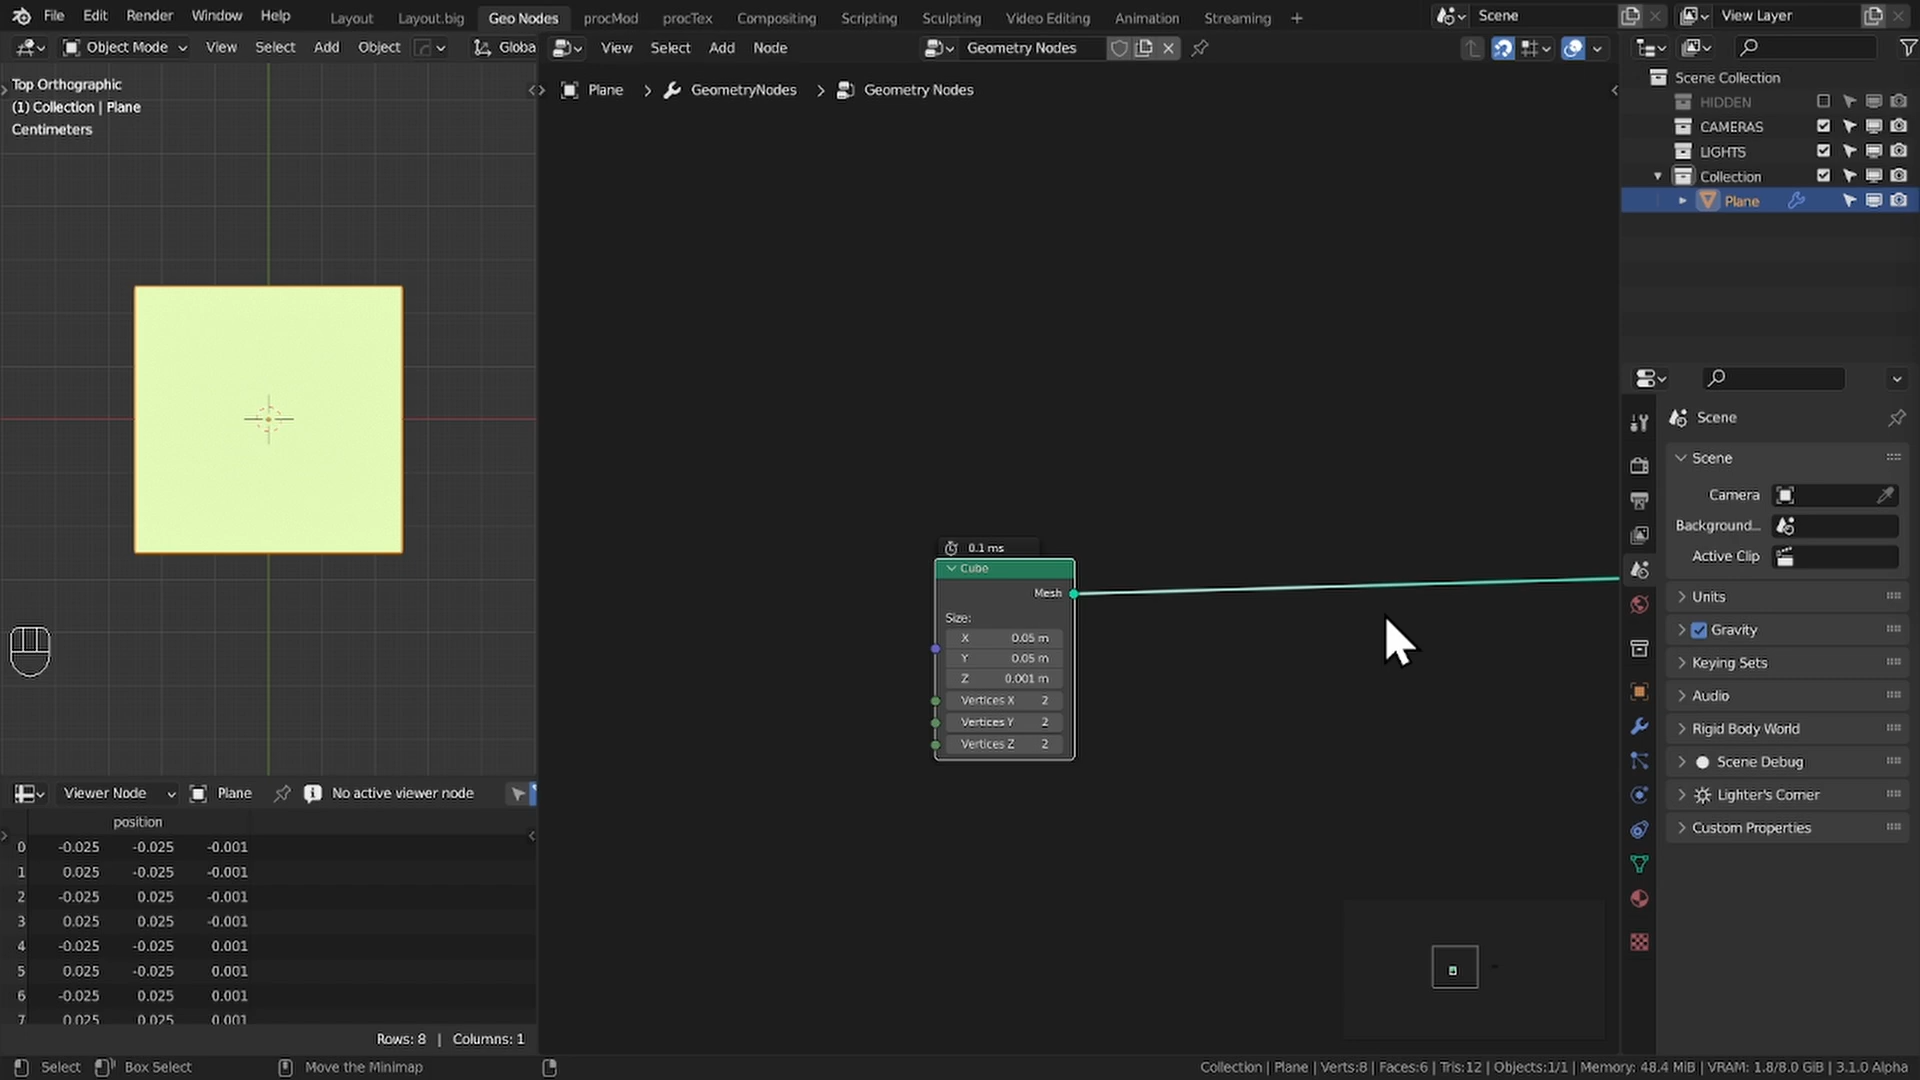 File Edit Render Window Help Layout Layout.big Geo Nodes procMod procTex Compositing Scripting Sculpting Video Editing Animation Streaming + Scene View Layer
Object Mode View Select Add Object Globa View Select Add Node Geometry Nodes
Top Orthographic
(1) Collection | Plane
Centimeters
Plane > GeometryNodes > Geometry Nodes
Scene Collection
HIDDEN
CAMERAS
LIGHTS
Collection
Plane
0.1 ms
Cube
Mesh
Size:
X 0.05 m
Y 0.05 m
Z 0.001 m
Vertices X 2
Vertices Y 2
Vertices Z 2
Scene
Scene
Camera
Background...
Active Clip
Units
Gravity
Keying Sets
Audio
Rigid Body World
Scene Debug
Lighter's Corner
Custom Properties
Viewer Node Plane No active viewer node
position
0 -0.025 -0.025 -0.001
1 0.025 -0.025 -0.001
2 -0.025 0.025 -0.001
3 0.025 0.025 -0.001
4 -0.025 -0.025 0.001
5 0.025 -0.025 0.001
6 -0.025 0.025 0.001
7 0.025 0.025 0.001
Rows: 8 | Columns: 1
Select Box Select Move the Minimap Collection | Plane | Verts:8 | Faces:6 | Tris:12 | Objects:1/1 | Memory: 48.4 MiB | VRAM: 1.8/8.0 GiB | 3.1.0 Alpha